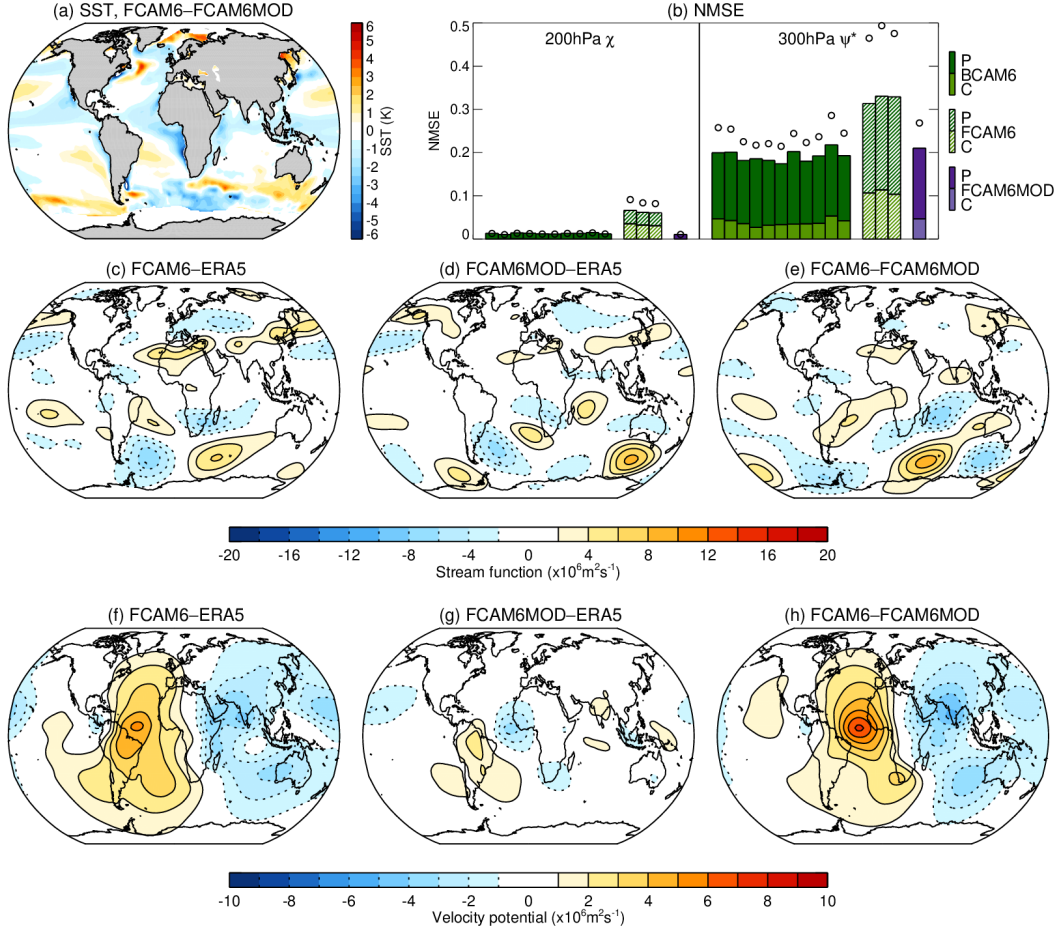 (a) SST, FCAM6–FCAM6MOD
6
5
4
3
2
1
0
-1
-2
-3
-4
-5
-6
SST (K)
(b) NMSE
200hPa χ
300hPa ψ*
0.5
0.4
0.3
0.2
0.1
0
NMSE
P
BCAM6
C
P
FCAM6
C
P
FCAM6MOD
C
(c) FCAM6–ERA5
(d) FCAM6MOD–ERA5
(e) FCAM6–FCAM6MOD
-20 -16 -12 -8 -4 0 4 8 12 16 20
Stream function (x10⁶m²s⁻¹)
(f) FCAM6–ERA5
(g) FCAM6MOD–ERA5
(h) FCAM6–FCAM6MOD
-10 -8 -6 -4 -2 0 2 4 6 8 10
Velocity potential (x10⁶m²s⁻¹)